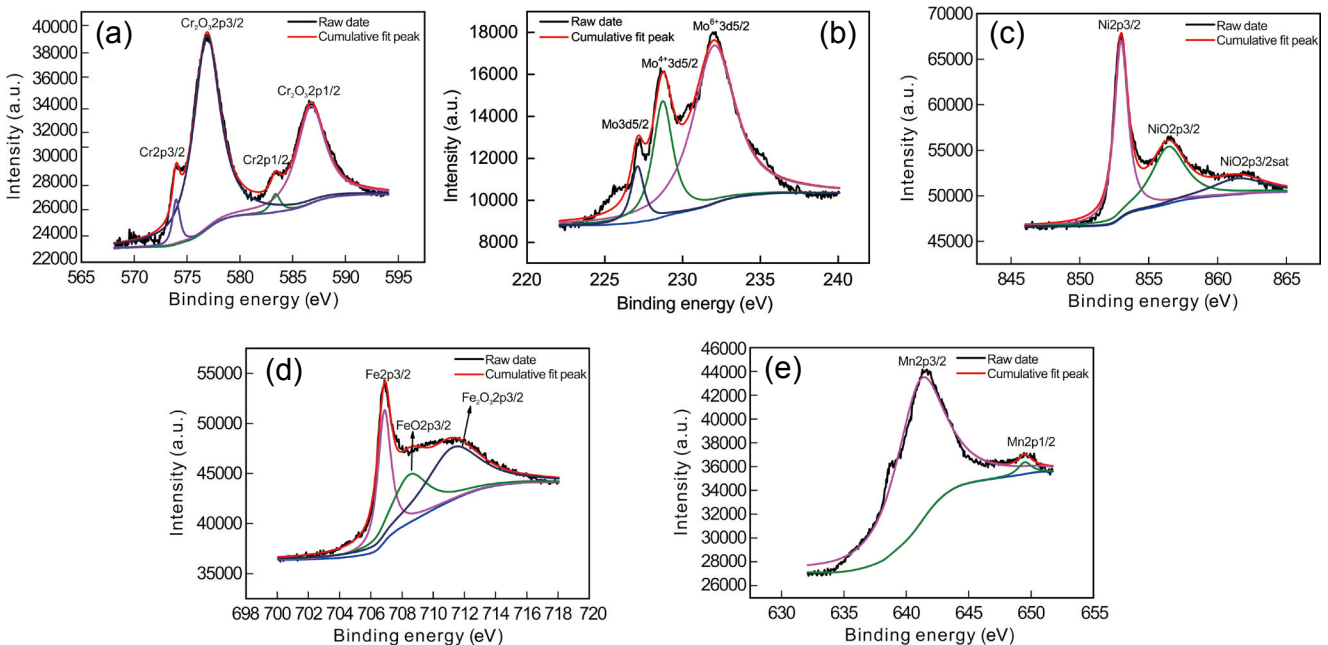 (a)
Raw date
Cumulative fit peak
Cr₂O₃2p3/2
Cr₂O₃2p1/2
Cr2p3/2
Cr2p1/2
40000
38000
36000
34000
32000
30000
28000
26000
24000
23000
22000
Intensity (a.u.)
565 570 575 580 585 590 594 595
Binding energy (eV)
(b)
Raw date
Cumulative fit peak
Mo⁶⁺3d5/2
Mo⁴⁺3d5/2
Mo3d5/2
18000
16000
14000
12000
10000
8000
Intensity (a.u.)
220 225 230 235 240
Binding energy (eV)
(c)
Raw date
Cumulative fit peak
Ni2p3/2
NiO2p3/2
NiO2p3/2sat
70000
65000
60000
55000
50000
45000
Intensity (a.u.)
845 850 855 860 865
Binding energy (eV)
(d)
Raw date
Cumulative fit peak
Fe2p3/2
Fe₂O₃2p3/2
FeO2p3/2
55000
50000
45000
40000
35000
Intensity (a.u.)
698 700 702 704 706 708 710 711 714 716 718 720
Binding energy (eV)
(e)
Raw date
Cumulative fit peak
Mn2p3/2
Mn2p1/2
46000
44000
42000
40000
38000
36000
34000
32000
30000
28000
26000
Intensity (a.u.)
630 635 640 645 650 655
Binding energy (eV)